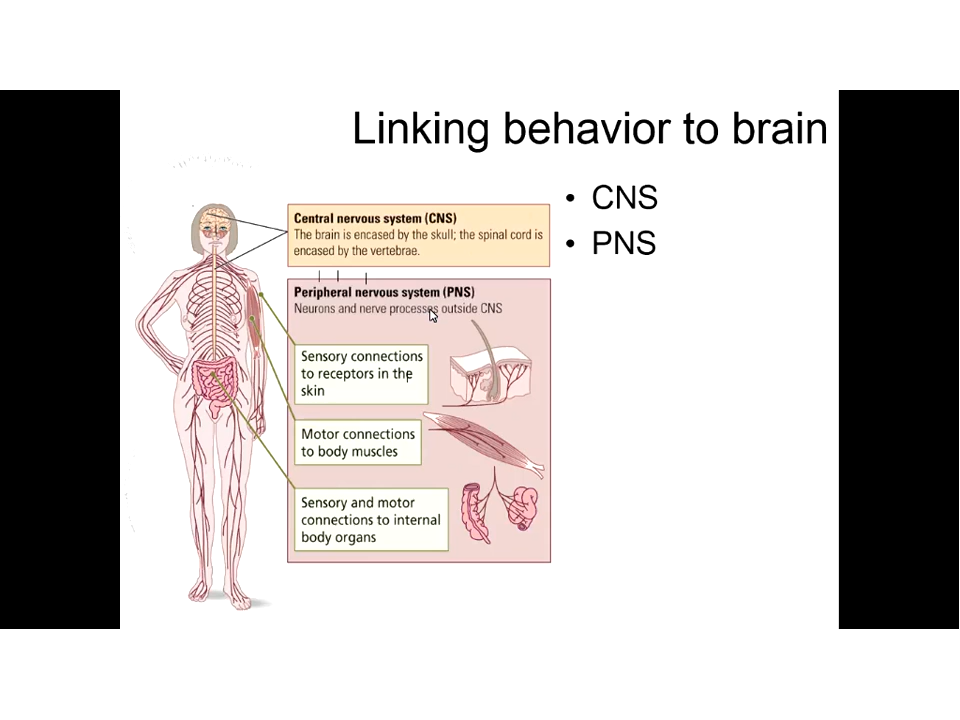 Linking behavior to brain
• CNS
• PNS
Central nervous system (CNS)
The brain is encased by the skull; the spinal cord is
encased by the vertebrae.
Peripheral nervous system (PNS)
Neurons and nerve processes outside CNS
Sensory connections
to receptors in the
skin
Motor connections
to body muscles
Sensory and motor
connections to internal
body organs